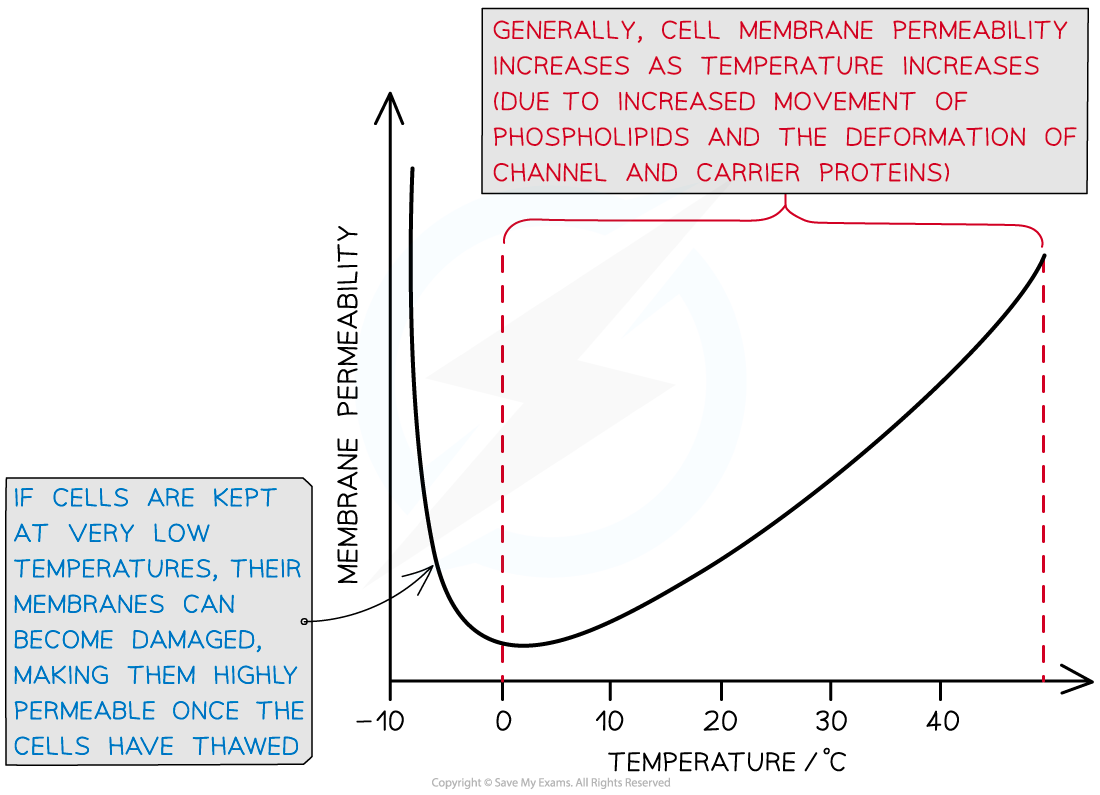 GENERALLY, CELL MEMBRANE PERMEABILITY
INCREASES AS TEMPERATURE INCREASES
(DUE TO INCREASED MOVEMENT OF
PHOSPHOLIPIDS AND THE DEFORMATION OF
CHANNEL AND CARRIER PROTEINS)
MEMBRANE PERMEABILITY
IF CELLS ARE KEPT
AT VERY LOW
TEMPERATURES, THEIR
MEMBRANES CAN
BECOME DAMAGED,
MAKING THEM HIGHLY
PERMEABLE ONCE THE
CELLS HAVE THAWED
-10 0 10 20 30 40
TEMPERATURE / °C
Copyright © Save My Exams. All Rights Reserved